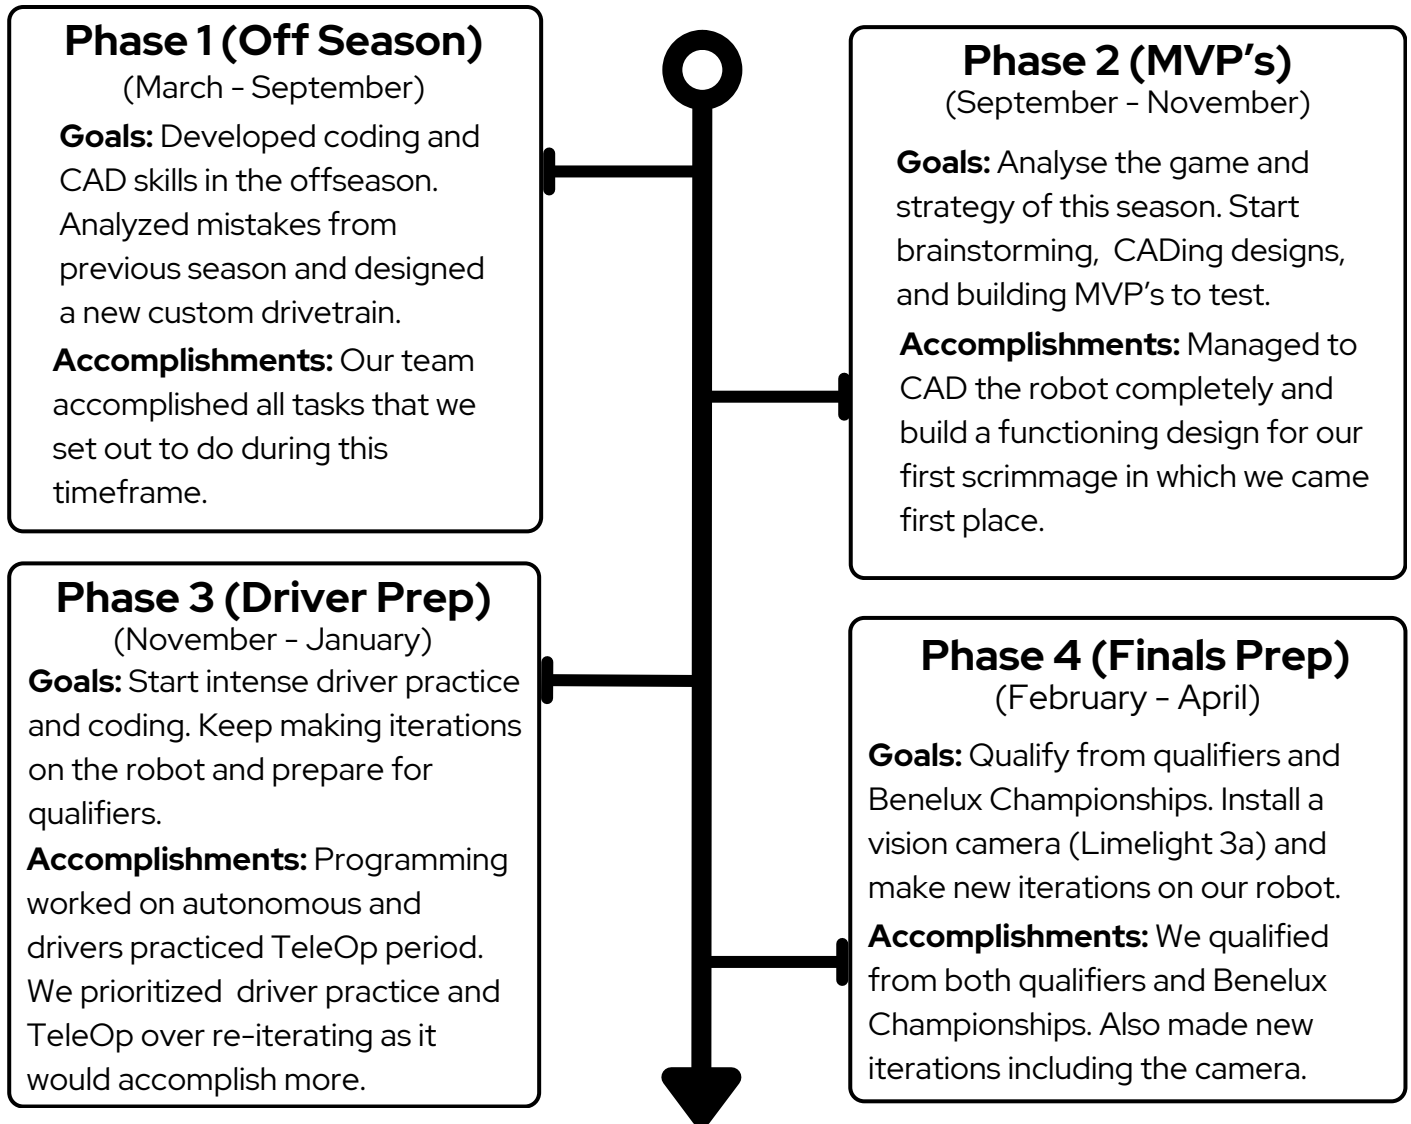 Phase 1 (Off Season)
(March - September)
Goals: Developed coding and
CAD skills in the offseason.
Analyzed mistakes from
previous season and designed
a new custom drivetrain.
Accomplishments: Our team
accomplished all tasks that we
set out to do during this
timeframe.
Phase 2 (MVP's)
(September - November)
Goals: Analyse the game and
strategy of this season. Start
brainstorming,  CADing designs,
and building MVP's to test.
Accomplishments: Managed to
CAD the robot completely and
build a functioning design for our
first scrimmage in which we came
first place.
Phase 3 (Driver Prep)
(November - January)
Goals: Start intense driver practice
and coding. Keep making iterations
on the robot and prepare for
qualifiers.
Accomplishments: Programming
worked on autonomous and
drivers practiced TeleOp period.
We prioritized  driver practice and
TeleOp over re-iterating as it
would accomplish more.
Phase 4 (Finals Prep)
(February - April)
Goals: Qualify from qualifiers and
Benelux Championships. Install a
vision camera (Limelight 3a) and
make new iterations on our robot.
Accomplishments: We qualified
from both qualifiers and Benelux
Championships. Also made new
iterations including the camera.